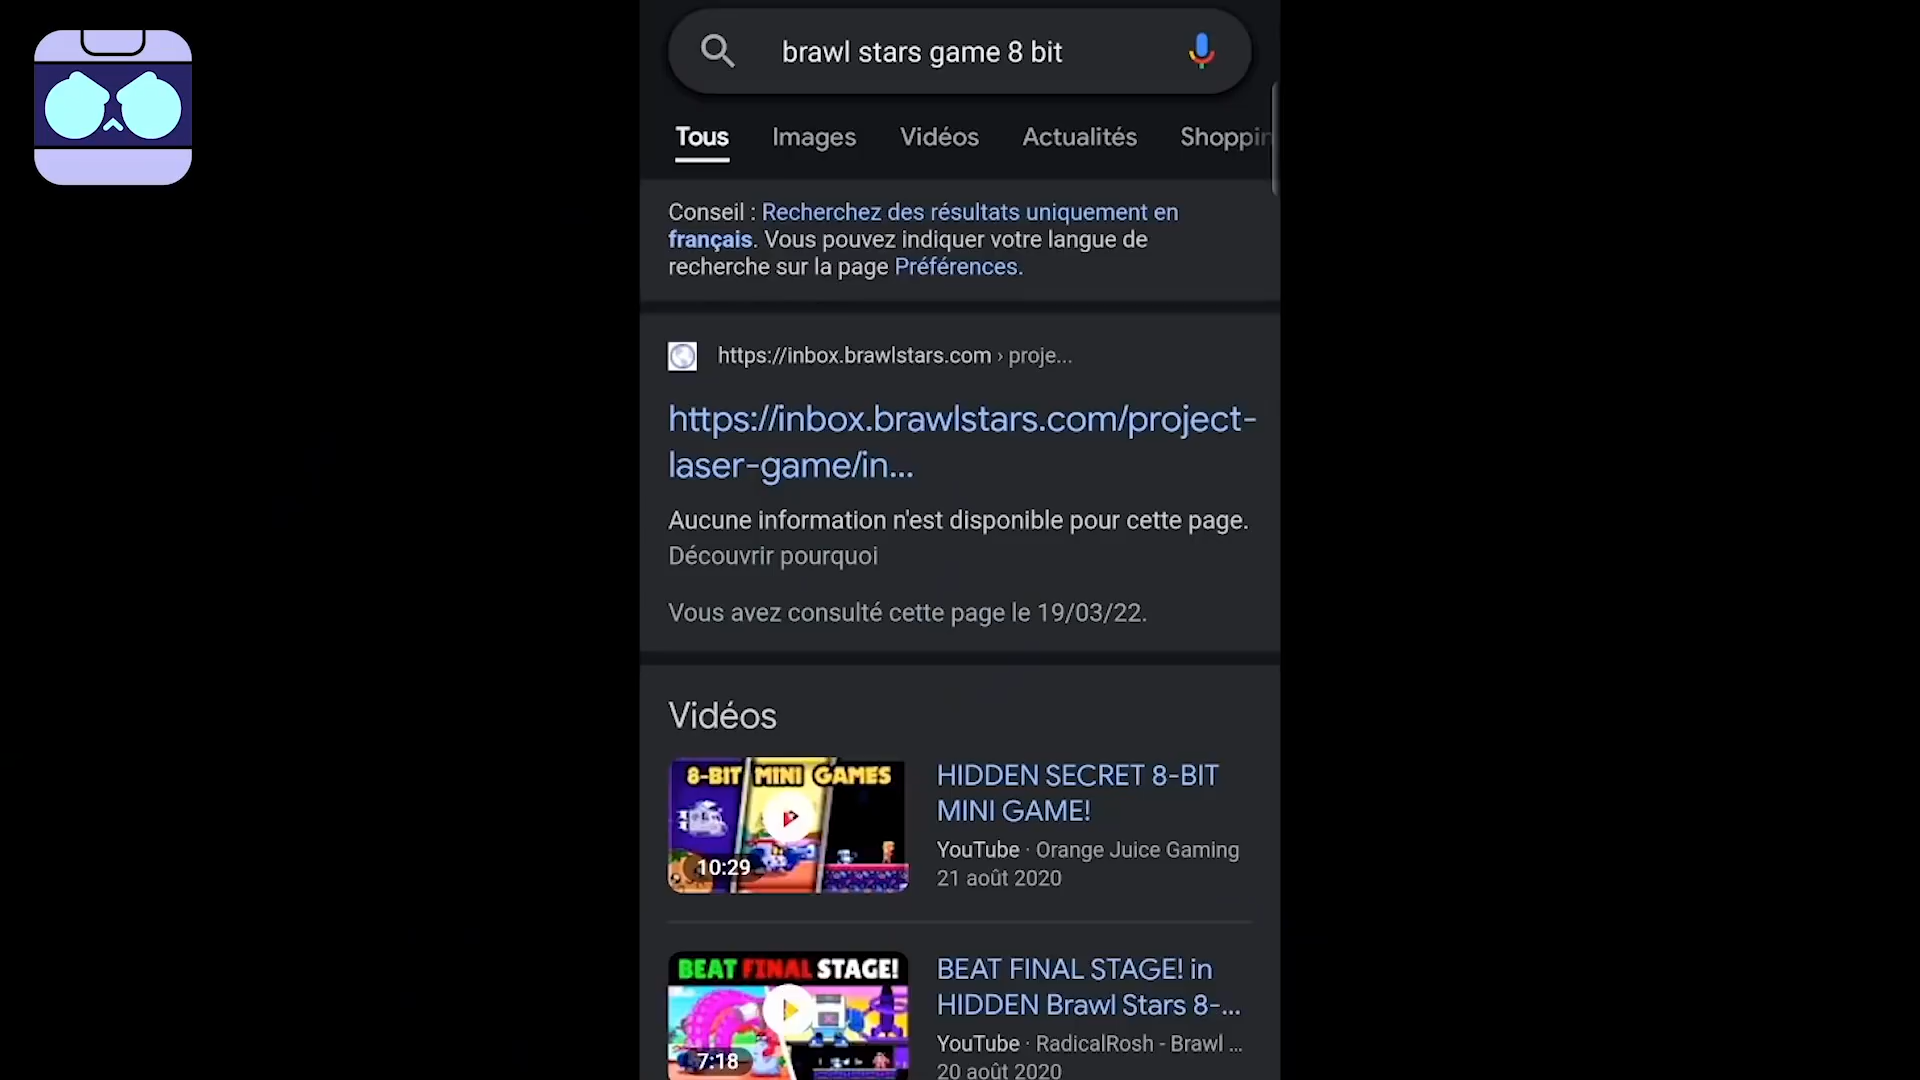 brawl stars game 8 bit
Tous Images Vidéos Actualités Shoppin
Conseil : Recherchez des résultats uniquement en
français. Vous pouvez indiquer votre langue de
recherche sur la page Préférences.
https://inbox.brawlstars.com › proje...
https://inbox.brawlstars.com/project-
laser-game/in...
Aucune information n'est disponible pour cette page.
Découvrir pourquoi
Vous avez consulté cette page le 19/03/22.
Vidéos
8-BIT MINI GAMES
10:29
HIDDEN SECRET 8-BIT
MINI GAME!
YouTube · Orange Juice Gaming
21 août 2020
BEAT FINAL STAGE!
7:18
BEAT FINAL STAGE! in
HIDDEN Brawl Stars 8-...
YouTube · RadicalRosh - Brawl ...
20 août 2020